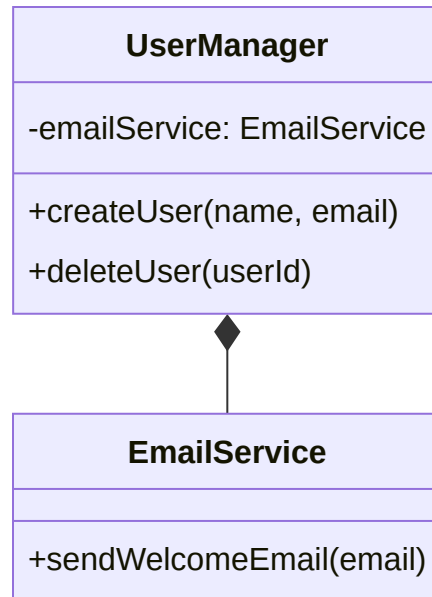 UserManager
-emailService: EmailService
+createUser(name, email)
+deleteUser(userId)
EmailService
+sendWelcomeEmail(email)